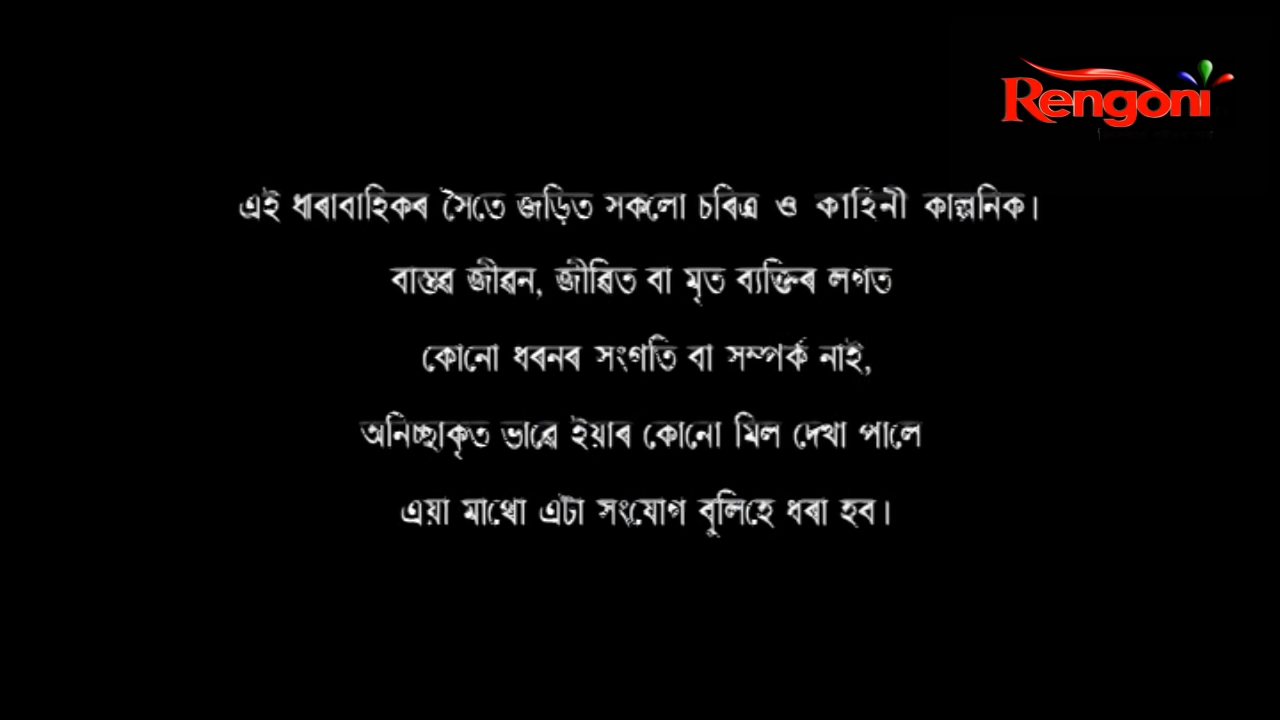 Rengoni
এই ধাৰাবাহিকৰ সৈতে জড়িত সকলো চৰিত্ৰ ও কাহিনী কাল্পনিক।
বাস্তৱ জীৱন, জীৱিত বা মৃত ব্যক্তিৰ লগত
কোনো ধৰনৰ সংগতি বা সম্পৰ্ক নাই,
অনিচ্ছাকৃত ভাৱে ইয়াৰ কোনো মিল দেখা পালে
এয়া মাথো এটা সংযোগ বুলিহে ধৰা হব।